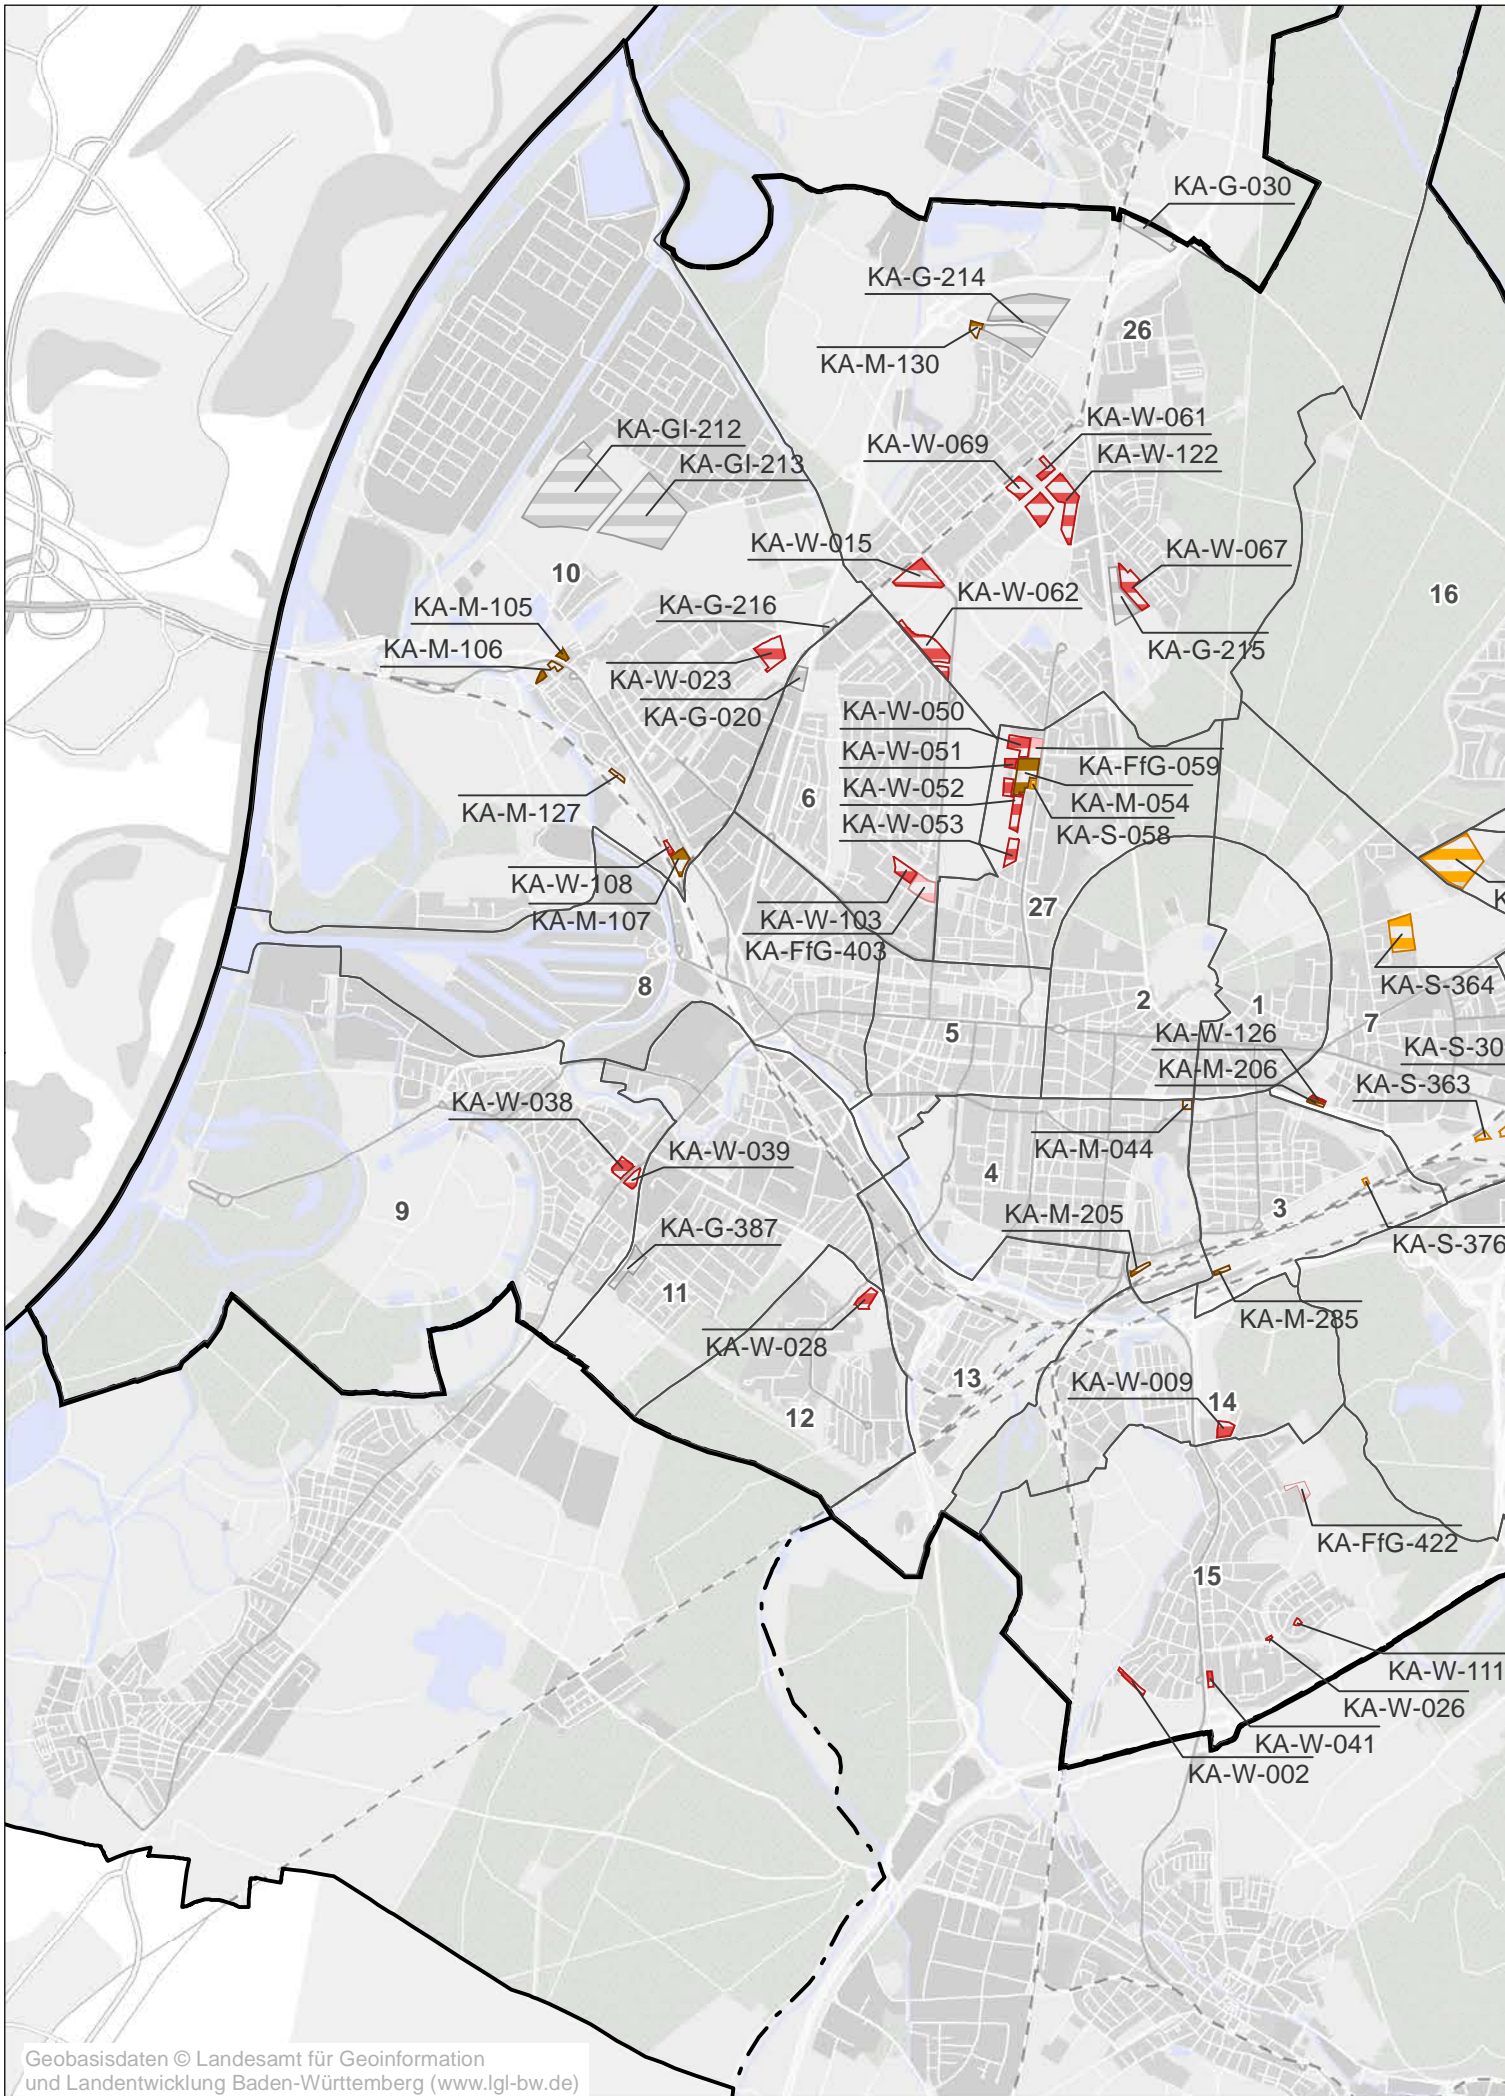 KA-G-030
KA-G-214
26
KA-M-130
KA-W-061
KA-GI-212
KA-W-069
KA-W-122
KA-GI-213
KA-W-015
KA-W-067
10
KA-W-062
16
KA-M-105
KA-G-216
KA-M-106
KA-G-215
KA-W-023
KA-G-020
KA-W-050
KA-W-051
KA-FfG-059
KA-W-052
6
KA-M-054
KA-M-127
KA-W-053
KA-S-058
KA-W-108
K
KA-M-107
KA-W-103
27
KA-FfG-403
8
KA-S-364
2
1
7
5
KA-W-126
KA-S-30
KA-M-206
KA-S-363
KA-W-038
KA-M-044
KA-W-039
4
9
KA-M-205
3
KA-G-387
KA-S-376
11
KA-M-285
KA-W-028
13
KA-W-009
14
12
KA-FfG-422
15
KA-W-111
KA-W-026
KA-W-041
KA-W-002
Geobasisdaten © Landesamt für Geoinformation
und Landentwicklung Baden-Württemberg (www.lgl-bw.de)